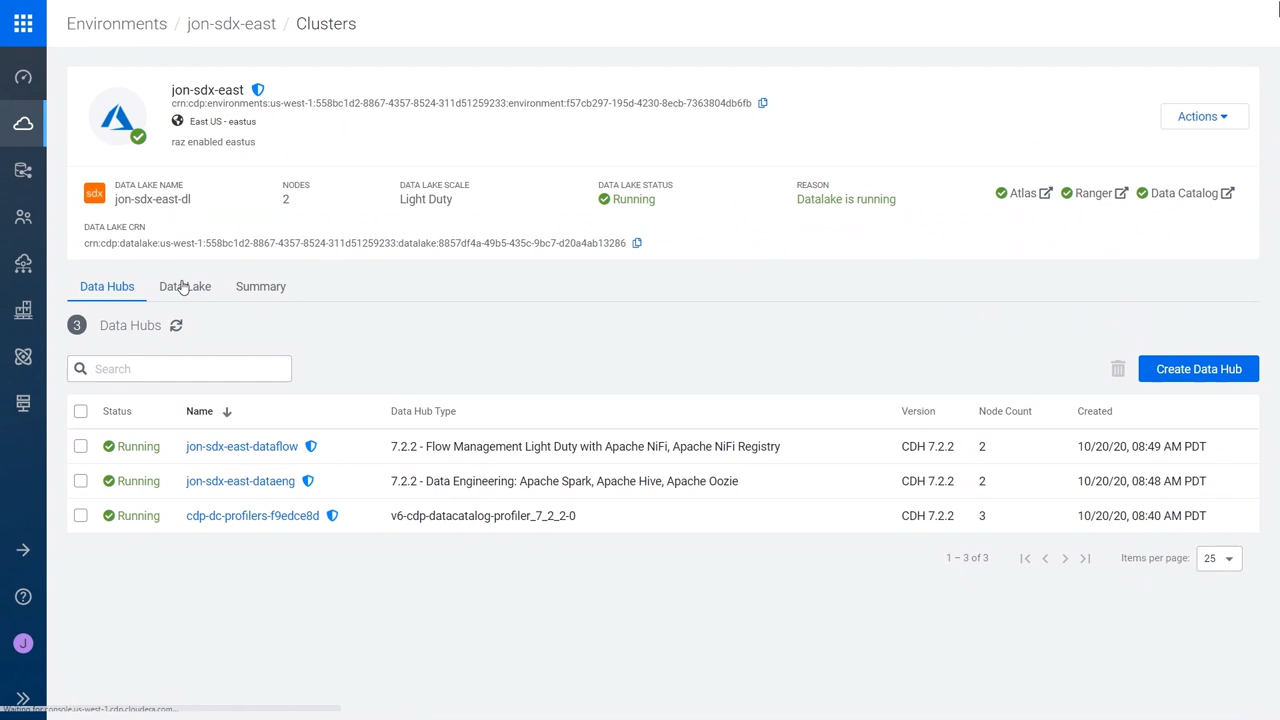 Environments / jon-sdx-east / Clusters
jon-sdx-east
crn:cdp:environments:us-west-1:558bc1d2-8867-4357-8524-311d51259233:environment:f57cb297-195d-4230-8ecb-7363804db6fb
East US - eastus
raz enabled eastus
Actions
sdx
DATA LAKE NAME
jon-sdx-east-dl
NODES
2
DATA LAKE SCALE
Light Duty
DATA LAKE STATUS
Running
REASON
Datalake is running
Atlas Ranger Data Catalog
DATA LAKE CRN
crn:cdp:datalake:us-west-1:558bc1d2-8867-4357-8524-311d51259233:datalake:8857df4a-49b5-435c-9bc7-d20a4ab13286
Data Hubs Data Lake Summary
3 Data Hubs
Search
Create Data Hub
Status Name Data Hub Type Version Node Count Created
Running jon-sdx-east-dataflow 7.2.2 - Flow Management Light Duty with Apache NiFi, Apache NiFi Registry CDH 7.2.2 2 10/20/20, 08:49 AM PDT
Running jon-sdx-east-dataeng 7.2.2 - Data Engineering: Apache Spark, Apache Hive, Apache Oozie CDH 7.2.2 2 10/20/20, 08:48 AM PDT
Running cdp-dc-profilers-f9edce8d v6-cdp-datacatalog-profiler_7_2_2-0 CDH 7.2.2 3 10/20/20, 08:40 AM PDT
1 – 3 of 3 Items per page: 25
J
Waiting for console.us-west-1.cdp.cloudera.com...